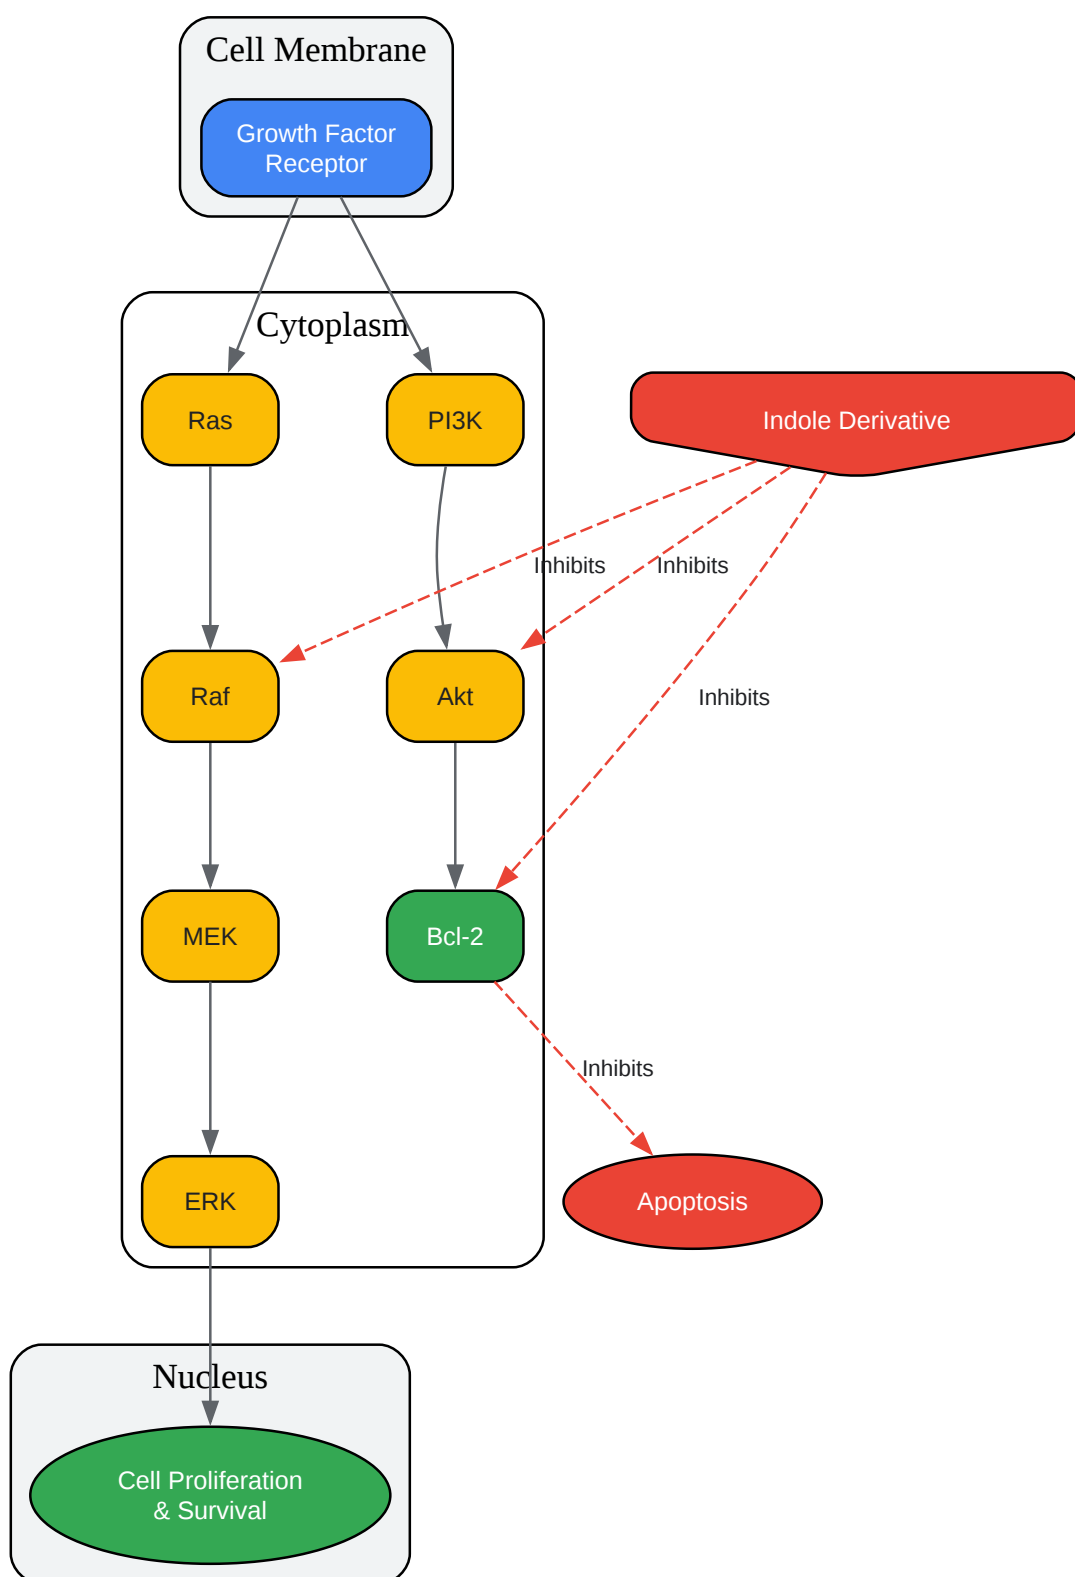 Cell Membrane
Growth Factor
Receptor
Cytoplasm
Ras
PI3K
Indole Derivative
Inhibits
Inhibits
Raf
Akt
Inhibits
MEK
Bcl-2
Inhibits
ERK
Apoptosis
Nucleus
Cell Proliferation
& Survival